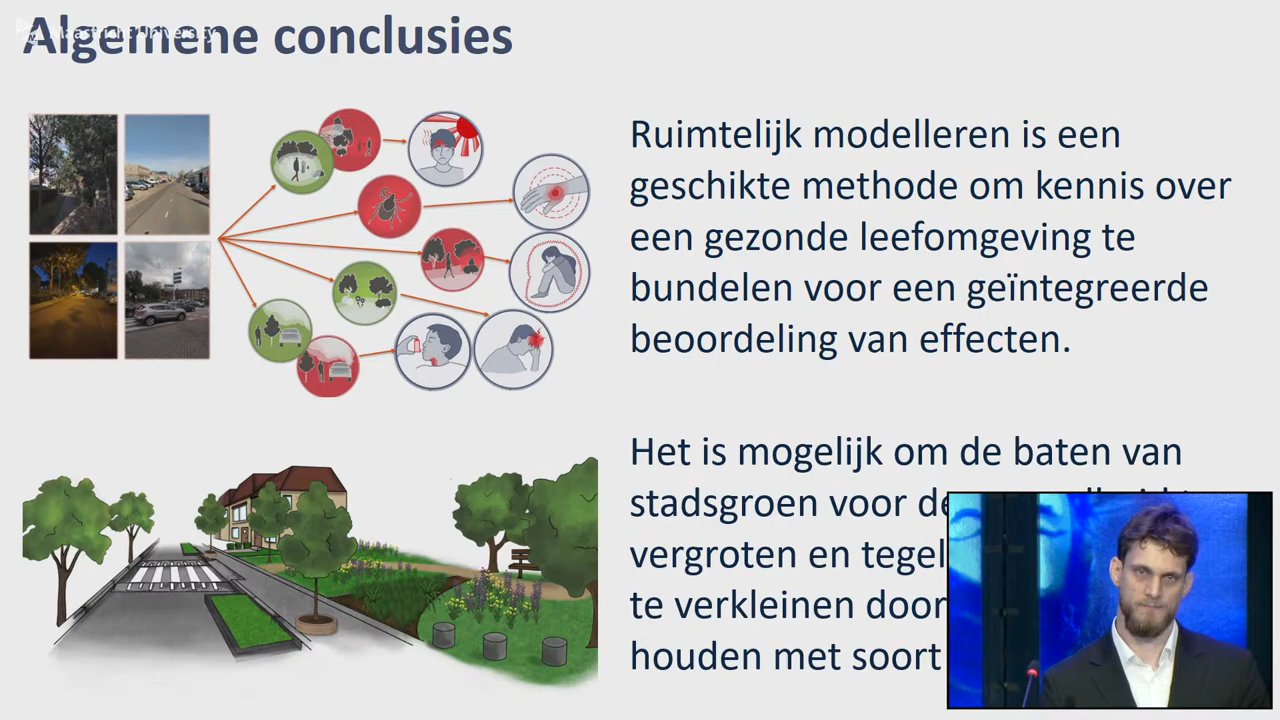 Algemene conclusies
Maastricht University
Ruimtelijk modelleren is een
geschikte methode om kennis over
een gezonde leefomgeving te
bundelen voor een geïntegreerde
beoordeling van effecten.
Het is mogelijk om de baten van
stadsgroen voor de
vergroten en tegel
te verkleinen door
houden met soort